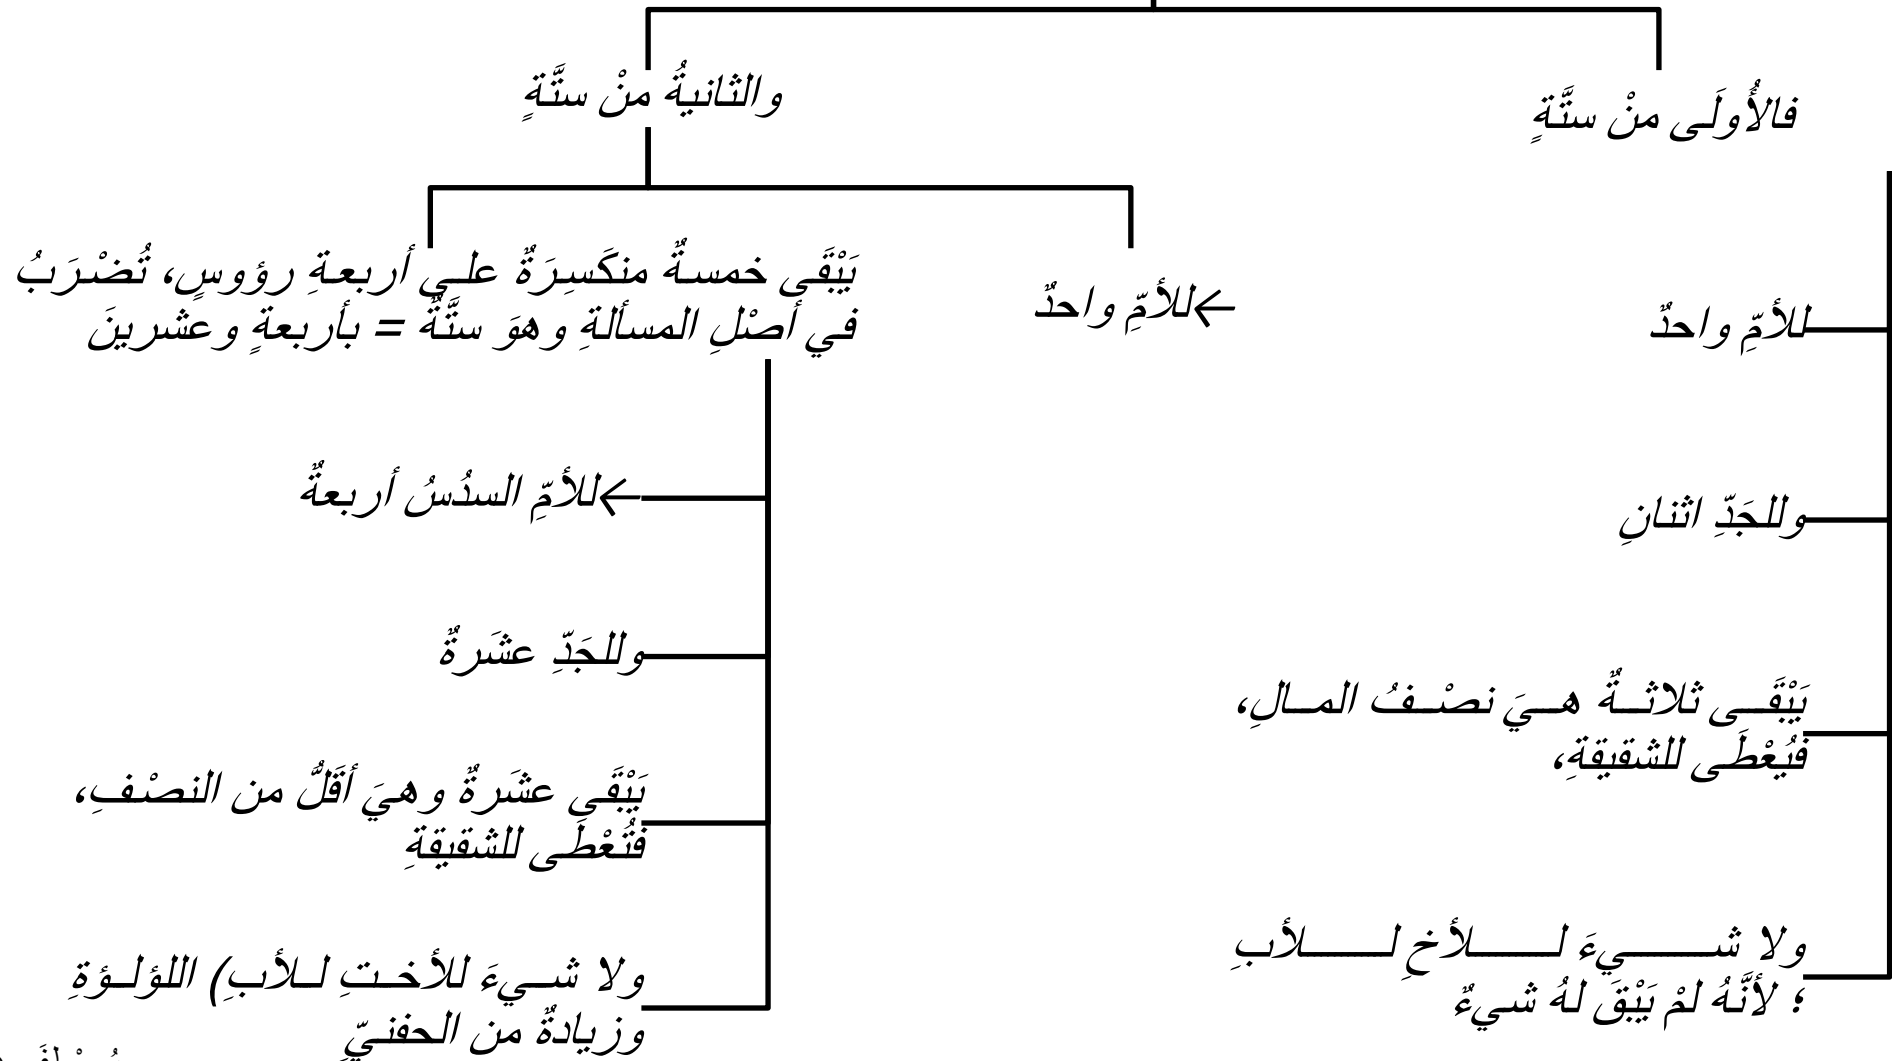 فالأُولَى منْ ستَّةٍ
للأمِّ واحدٌ
وللجَدِّ اثنانِ
يَبْقَى ثلاثةٌ هيَ نصْفُ المالِ،
فيُعْطَى للشقيقةِ،
ولا شيءَ للأخِ للأبِ
؛ لأنَّهُ لمْ يَبْقَ لهُ شيءٌ
والثانيةُ منْ ستَّةٍ
←للأمِّ واحدٌ
يَبْقَى خمسةٌ منكَسِرَةٌ على أربعةِ رؤوسٍ، تُضْرَبُ
في أصْلِ المسألةِ وهوَ ستَّةٌ = بأربعةٍ وعشرينَ
←للأمِّ السدُسُ أربعةٌ
وللجَدِّ عشَرةٌ
يَبْقَى عشَرةٌ وهيَ أقَلُّ من النصْفِ،
فتُعْطَى للشقيقةِ
ولا شيءَ للأختِ للأبِ) اللؤلؤةِ
وزيادةٌ من الحفنيِّ